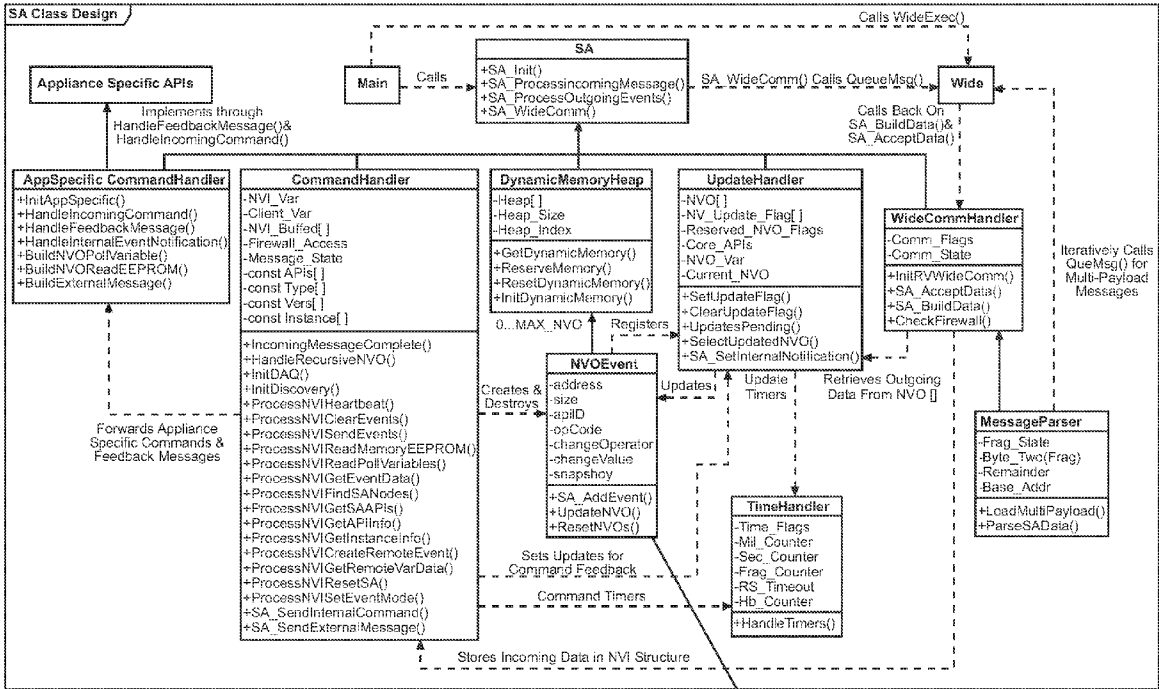 SA Class Design
Calls WideExec()
Appliance Specific APIs
Main
Calls
SA
+SA_Init()
+SA_ProcessincomingMessage()
+SA_ProcessOutgoingEvents()
+SA_WideComm()
SA_WideComm() Calls QueueMsg()
Wide
Implements through
HandleFeedbackMessage()&
HandleIncomingCommand()
Calls Back On
SA_BuildData()&
SA_AcceptData()
AppSpecific CommandHandler
+InitAppSpecific()
+HandleIncomingCommand()
+HandleFeedbackMessage()
+HandleInternalEventNotification()
+BuildNVOPollVariable()
+BuildNVOReadEEPROM()
+BuildExternalMessage()
CommandHandler
-NVI_Var
-Client_Var
-NVI_Buffed[ ]
-Firewall_Access
-Message_State
-const APIs[ ]
-const Type[ ]
-const Vers[ ]
-const Instance[ ]
+IncomingMessageComplete()
+HandleRecursiveNVO()
+InitDAQ()
+InitDiscovery()
+ProcessNVIHeartbeat()
+ProcessNVIClearEvents()
+ProcessNVISendEvents()
+ProcessNVIReadMemoryEEPROM()
+ProcessNVIReadPollVariables()
+ProcessNVIGetEventData()
+ProcessNVIFindSANodes()
+ProcessNVIGetSAAPIs()
+ProcessNVIGetAPIInfo()
+ProcessNVIGetInstanceInfo()
+ProcessNVICreateRemoteEvent()
+ProcessNVIGetRemoteVarData()
+ProcessNVIResetSA()
+ProcessNVISetEventMode()
+SA_SendInternalCommand()
+SA_SendExternalMessage()
DynamicMemoryHeap
-Heap[ ]
-Heap_Size
-Heap_Index
+GetDynamicMemory()
+ReserveMemory()
+ResetDynamicMemory()
+InitDynamicMemory()
UpdateHandler
-NVO[ ]
-NV_Update_Flag[ ]
-Reserved_NVO_Flags
-Core_APIs
-NVO_Var
-Current_NVO
+SetUpdateFlag()
+ClearUpdateFlag()
+UpdatesPending()
+SelectUpdatedNVO()
+SA_SetInternalNotification()
WideCommHandler
-Comm_Flags
-Comm_State
+InitRVWideComm()
+SA_AcceptData()
+SA_BuildData()
+CheckFirewall()
Iteratively Calls
QueMsg() for
Multi-Payload
Messages
0...MAX_NVO
Registers
NVOEvent
-address
-size
-apiID
-opCode
-changeOperator
-changeValue
-snapshoy
+SA_AddEvent()
+UpdateNVO()
+ResetNVOs()
Creates &
Destroys
Updates
Update
Timers
Retrieves Outgoing
Data From NVO []
Forwards Appliance
Specific Commands &
Feedback Messages
MessageParser
-Frag_State
-Byte_Two(Frag)
-Remainder
-Base_Addr
+LoadMultiPayload()
+ParseSAData()
TimeHandler
-Time_Flags
-Mil_Counter
-Sec_Counter
-Frag_Counter
-RS_Timeout
-Hb_Counter
+HandleTimers()
Sets Updates for
Command Feedback
Command Timers
Stores Incoming Data in NVI Structure